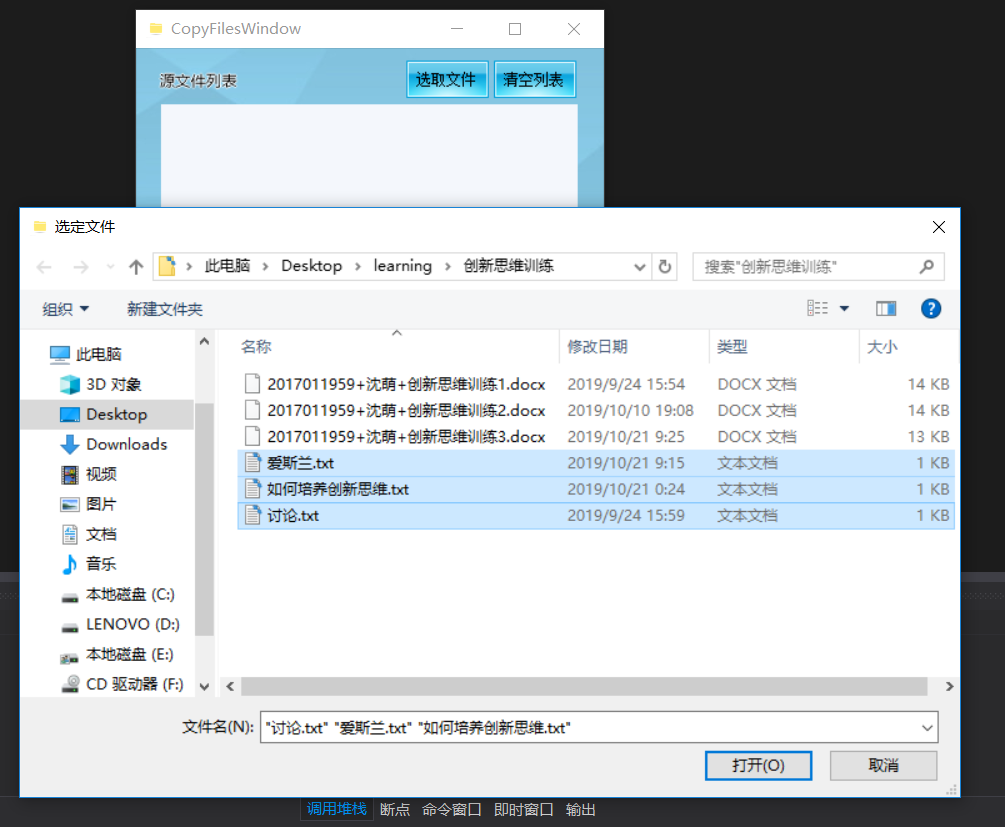 CopyFilesWindow
源文件列表 选取文件 清空列表
选定文件
此电脑 Desktop learning 创新思维训练 搜索"创新思维训练"
组织 新建文件夹
名称 修改日期 类型 大小
此电脑
3D 对象
Desktop
Downloads
视频
图片
文档
音乐
本地磁盘 (C:)
LENOVO (D:)
本地磁盘 (E:)
CD 驱动器 (F:)
2017011959+沈萌+创新思维训练1.docx 2019/9/24 15:54 DOCX 文档 14 KB
2017011959+沈萌+创新思维训练2.docx 2019/10/10 19:08 DOCX 文档 14 KB
2017011959+沈萌+创新思维训练3.docx 2019/10/21 9:25 DOCX 文档 13 KB
爱斯兰.txt 2019/10/21 9:15 文本文档 1 KB
如何培养创新思维.txt 2019/10/21 0:24 文本文档 1 KB
讨论.txt 2019/9/24 15:59 文本文档 1 KB
文件名(N): "讨论.txt" "爱斯兰.txt" "如何培养创新思维.txt"
打开(O) 取消
调用堆栈 断点 命令窗口 即时窗口 输出